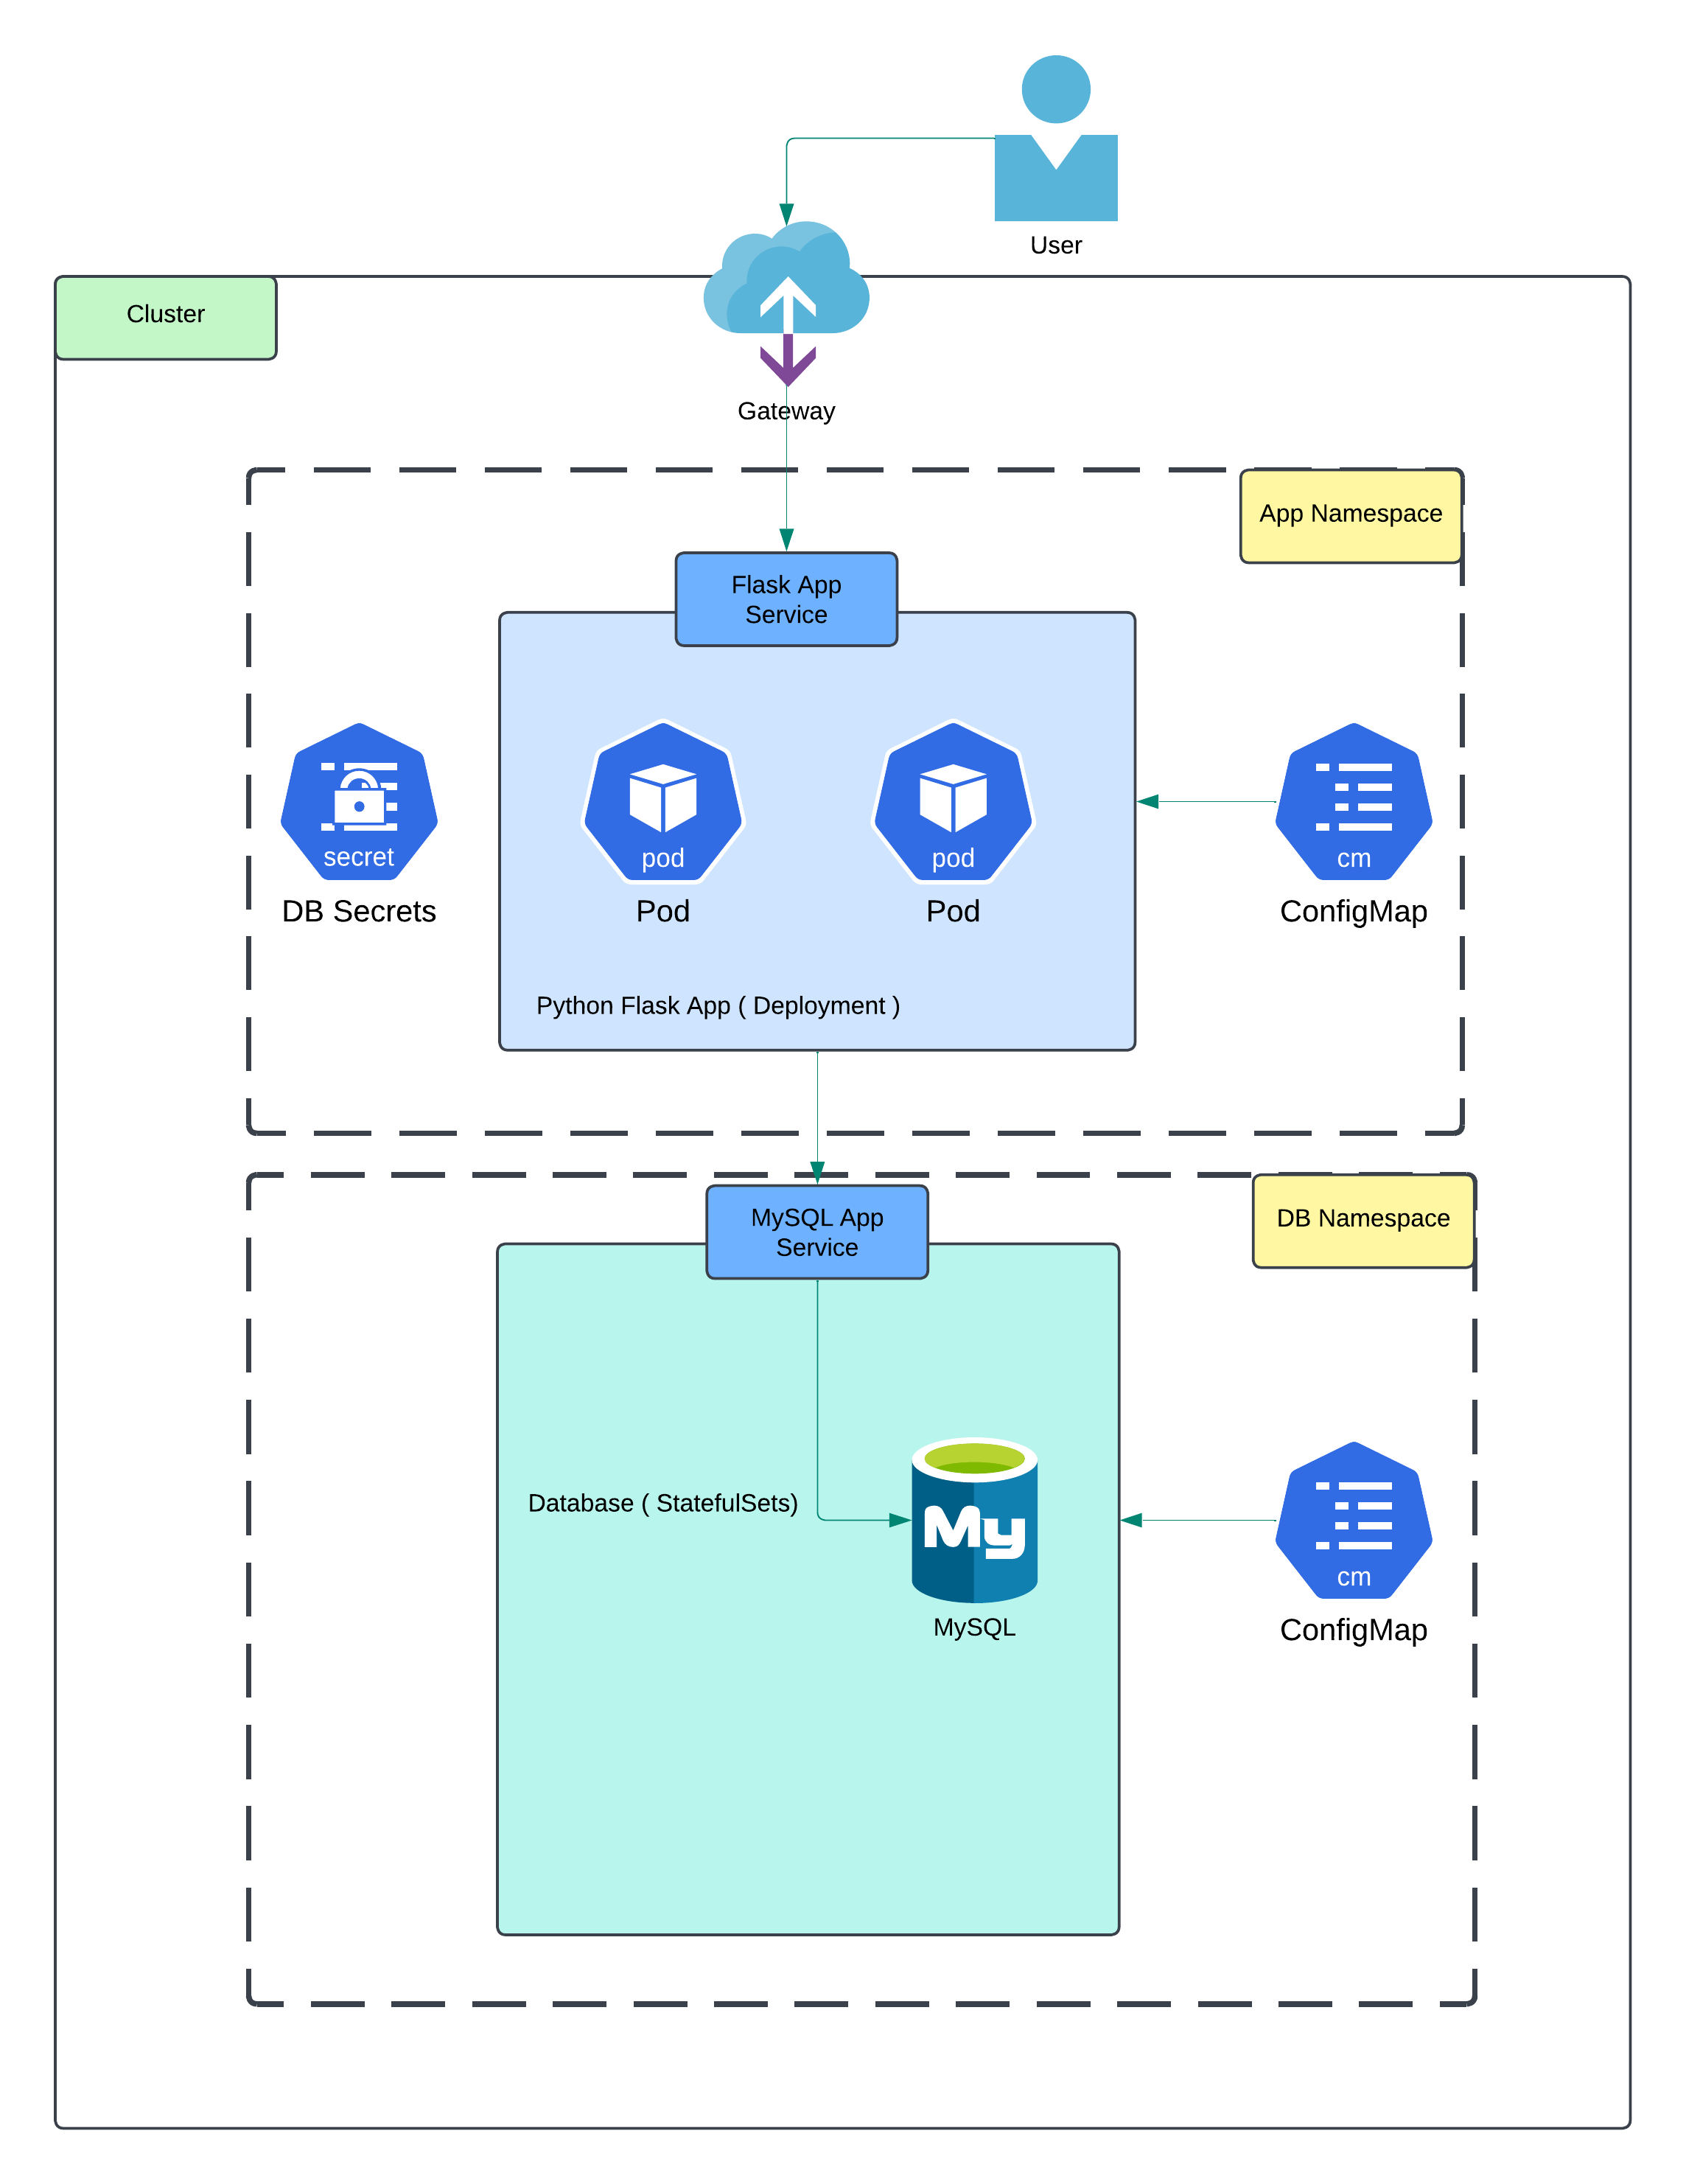 User
Cluster
Gateway
App Namespace
Flask App
Service
secret
pod
pod
cm
DB Secrets
Pod
Pod
ConfigMap
Python Flask App ( Deployment )
MySQL App
Service
DB Namespace
Database ( StatefulSets)
My
cm
MySQL
ConfigMap